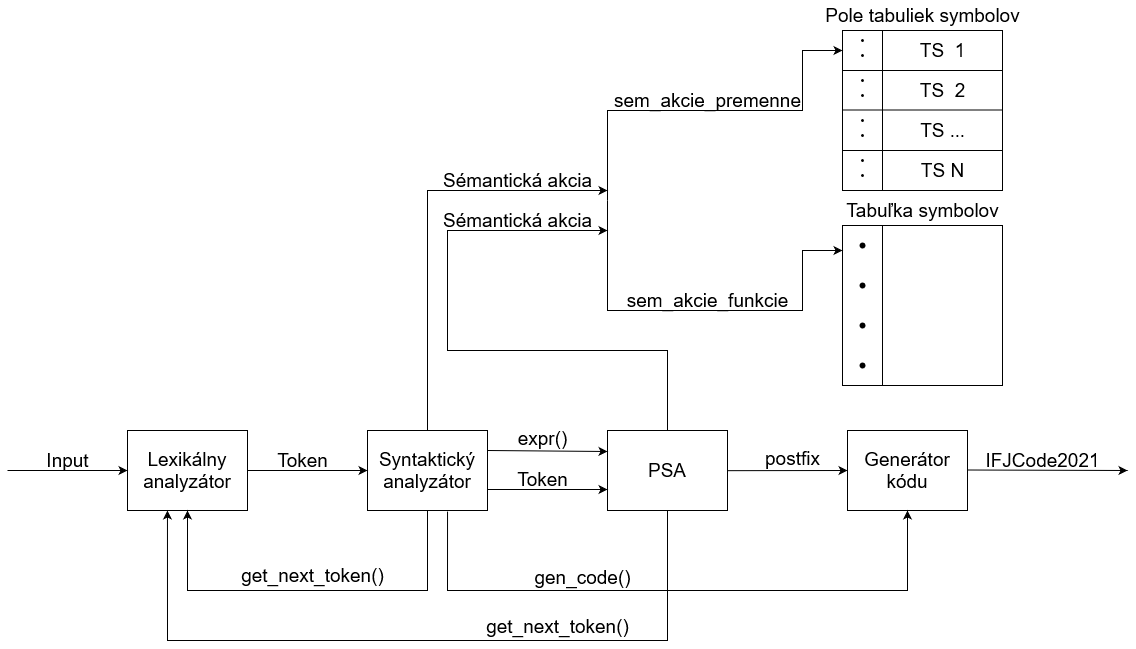 Pole tabuliek symbolov
TS 1
TS 2
TS ...
TS N
sem_akcie_premenne
Sémantická akcia
Sémantická akcia
Tabuľka symbolov
sem_akcie_funkcie
Input
Lexikálny
analyzátor
Token
Syntaktický
analyzátor
expr()
Token
PSA
postfix
Generátor
kódu
IFJCode2021
get_next_token()
gen_code()
get_next_token()